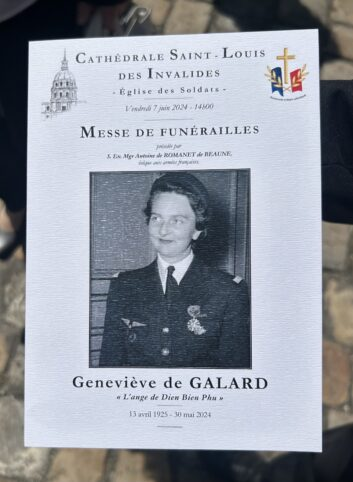 CATHÉDRALE SAINT-LOUIS
DES INVALIDES
- Église des Soldats -
Vendredi 7 juin 2024 - 14h00
MESSE DE FUNÉRAILLES
présidée par
S. Exc. Mgr Antoine de ROMANET de BEAUNE,
évêque aux armées françaises.
Geneviève de GALARD
« L'ange de Dien Bien Phu »
13 avril 1925 - 30 mai 2024